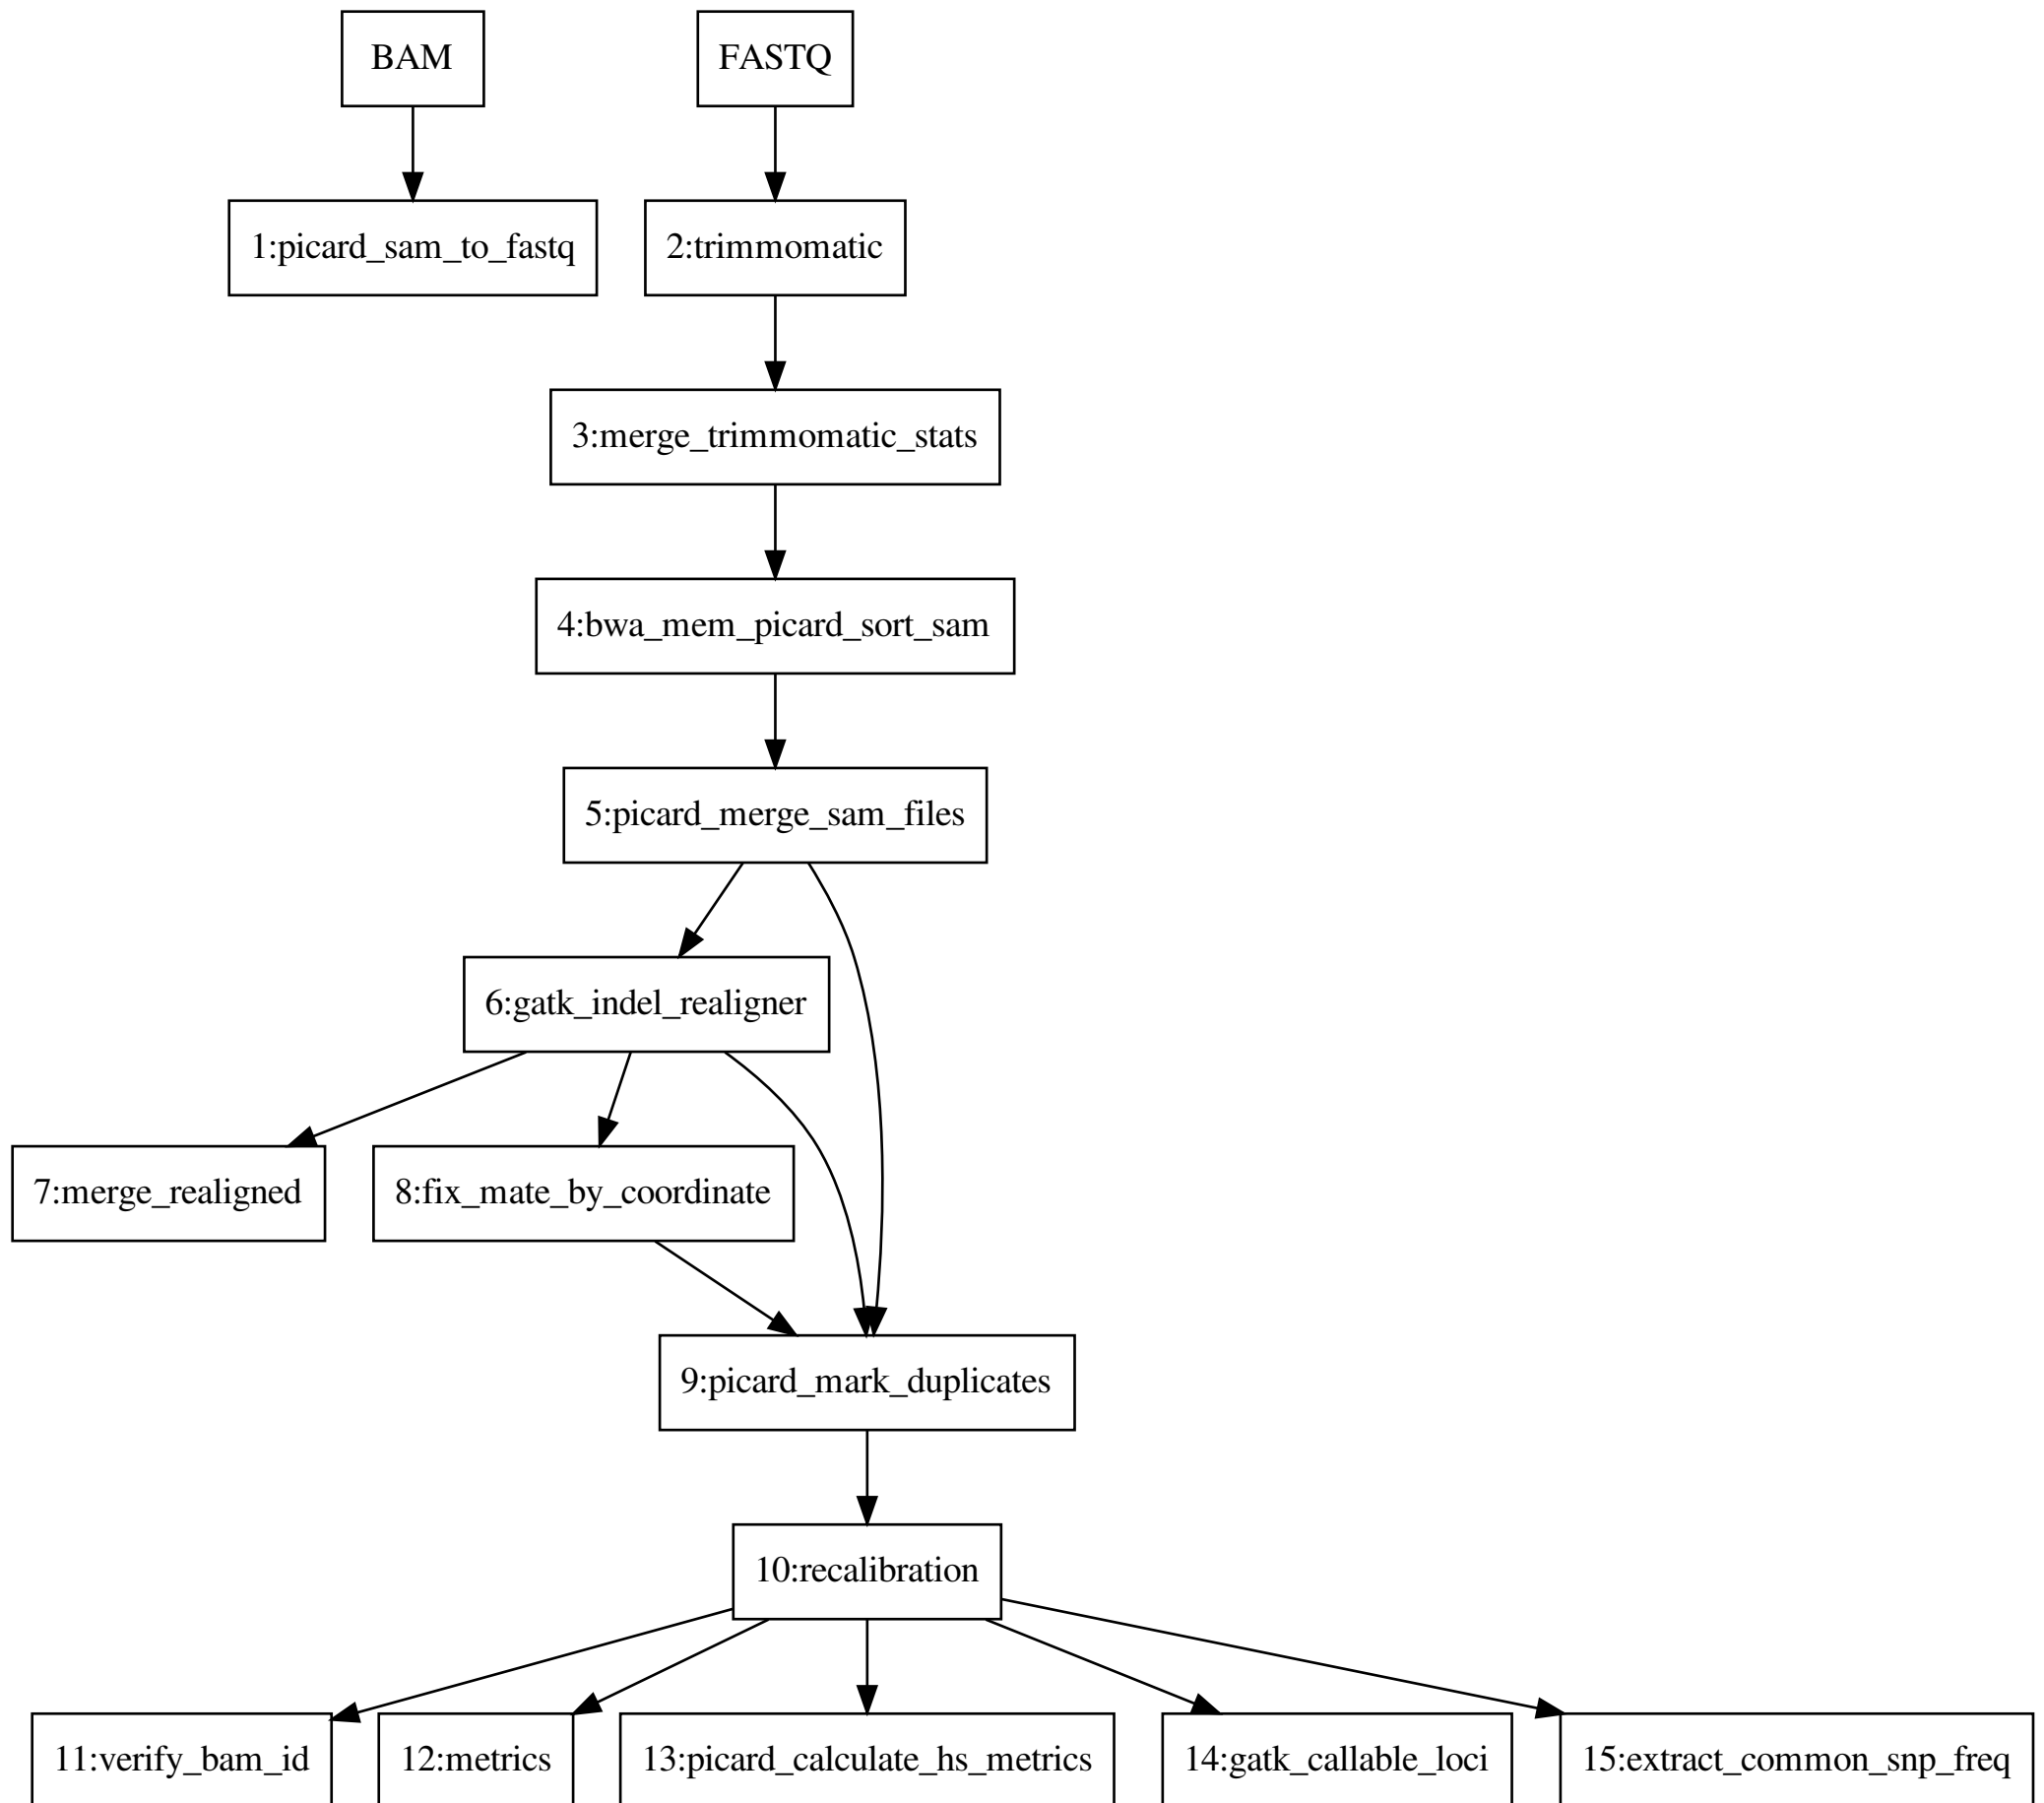 BAM
FASTQ
1:picard_sam_to_fastq
2:trimmomatic
3:merge_trimmomatic_stats
4:bwa_mem_picard_sort_sam
5:picard_merge_sam_files
6:gatk_indel_realigner
7:merge_realigned
8:fix_mate_by_coordinate
9:picard_mark_duplicates
10:recalibration
11:verify_bam_id
12:metrics
13:picard_calculate_hs_metrics
14:gatk_callable_loci
15:extract_common_snp_freq